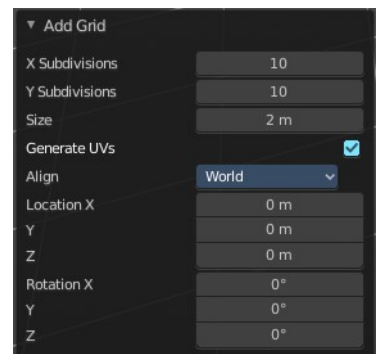 Add Grid
X Subdivisions 10
Y Subdivisions 10
Size 2 m
Generate UVs
Align World
Location X 0 m
Y 0 m
Z 0 m
Rotation X 0°
Y 0°
Z 0°